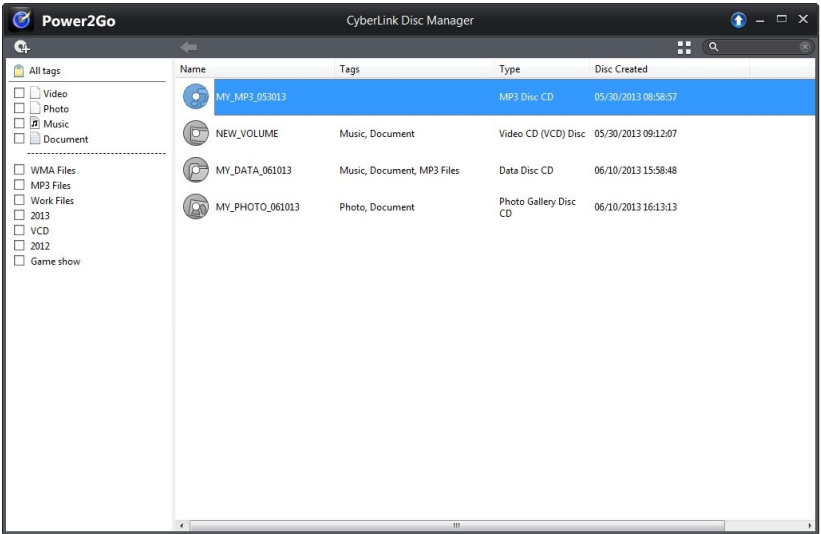 Power2Go
CyberLink Disc Manager
All tags
Video
Photo
Music
Document
WMA Files
MP3 Files
Work Files
2013
VCD
2012
Game show
Name Tags Type Disc Created
MY_MP3_053013 MP3 Disc CD 05/30/2013 08:58:57
NEW_VOLUME Music, Document Video CD (VCD) Disc 05/30/2013 09:12:07
MY_DATA_061013 Music, Document, MP3 Files Data Disc CD 06/10/2013 15:58:48
MY_PHOTO_061013 Photo, Document Photo Gallery Disc 06/10/2013 16:13:13
CD